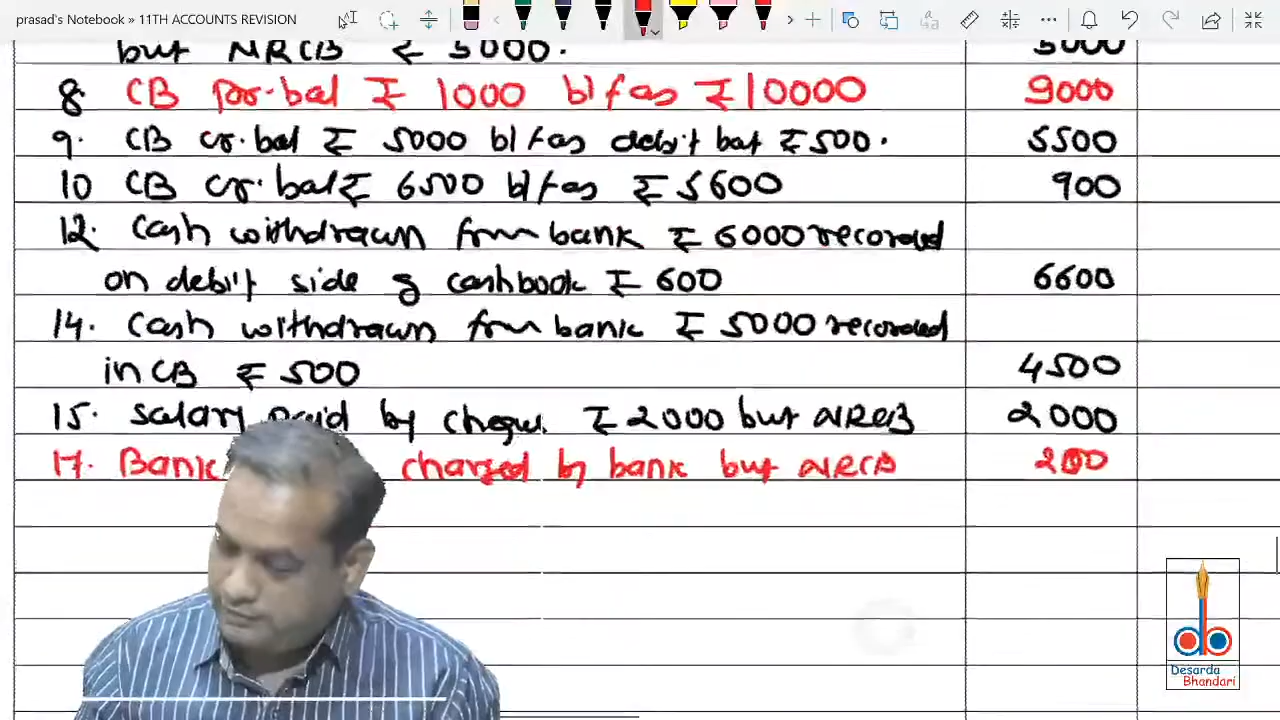 prasad's Notebook » 11TH ACCOUNTS REVISION
but NRCB ₹ 5000. 5000
8. CB for.bal ₹ 1000 b/f as ₹10000 9000
9. CB cr.bal ₹ 5000 b/f as debit bal ₹500. 5500
10 CB cr.bal ₹ 6500 b/f as ₹ 5600 900
12. Cash withdrawn from bank ₹ 6000 recorded
on debit side of cashbook ₹ 600 6600
14. Cash withdrawn from bank ₹ 5000 recorded
in CB ₹ 500 4500
15. Salary paid by cheque ₹ 2000 but NRCB 2000
17. Bank charged by bank but NRCB 200
Desarda
Bhandari